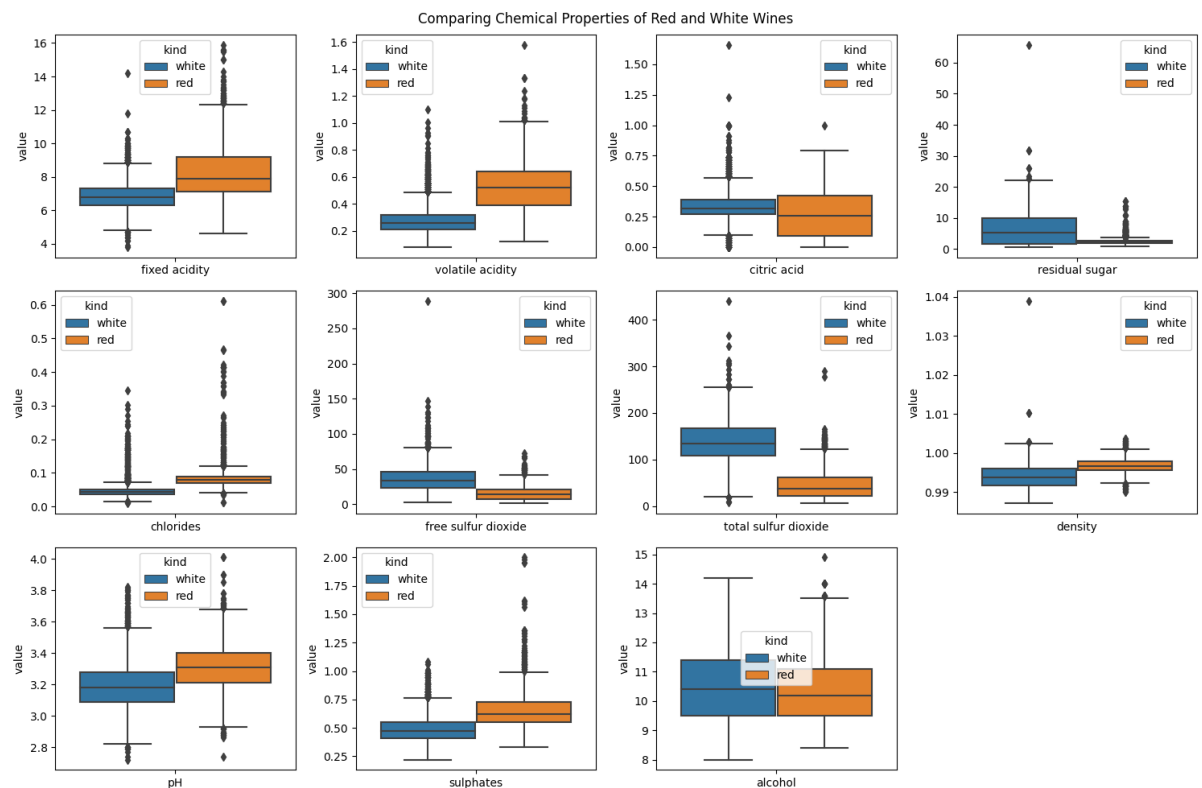 Comparing Chemical Properties of Red and White Wines
16
14
12
10
8
6
4
value
kind
white
red
fixed acidity
1.6
1.4
1.2
1.0
0.8
0.6
0.4
0.2
value
kind
white
red
volatile acidity
1.50
1.25
1.00
0.75
0.50
0.25
0.00
value
kind
white
red
citric acid
60
50
40
30
20
10
0
value
kind
white
red
residual sugar
0.6
0.5
0.4
0.3
0.2
0.1
0.0
value
kind
white
red
chlorides
300
250
200
150
100
50
0
value
kind
white
red
free sulfur dioxide
400
300
200
100
0
value
kind
white
red
total sulfur dioxide
1.04
1.03
1.02
1.01
1.00
0.99
value
kind
white
red
density
4.0
3.8
3.6
3.4
3.2
3.0
2.8
value
kind
white
red
pH
2.00
1.75
1.50
1.25
1.00
0.75
0.50
0.25
value
kind
white
red
sulphates
15
14
13
12
11
10
9
8
value
kind
white
red
alcohol